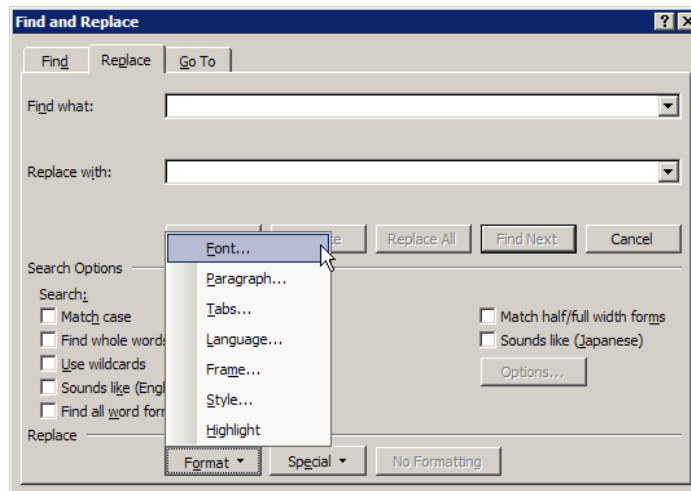 Find and Replace
Find Replace Go To
Find what:
Replace with:
Replace All Find Next Cancel
Font...
Search Options
Paragraph...
Search:
Match case
Tabs...
Match half/full width forms
Find whole words
Language...
Sounds like (Japanese)
Use wildcards
Frame...
Options...
Sounds like (Engl
Style...
Find all word for
Replace
Highlight
Format Special No Formatting